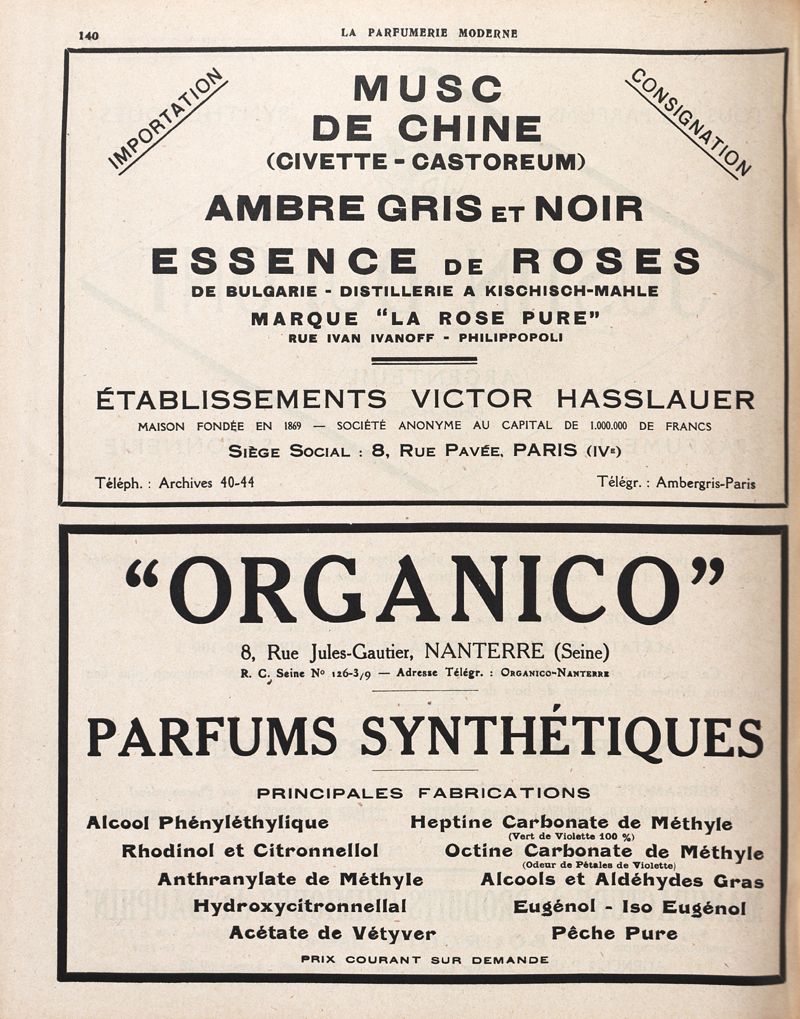 140
LA PARFUMERIE MODERNE
IMPORTATION
CONSIGNATION
MUSC
DE CHINE
(CIVETTE - CASTOREUM)
AMBRE GRIS ET NOIR
ESSENCE DE ROSES
DE BULGARIE - DISTILLERIE A KISCHISCH-MAHLE
MARQUE "LA ROSE PURE"
RUE IVAN IVANOFF - PHILIPPOPOLI
ÉTABLISSEMENTS VICTOR HASSLAUER
MAISON FONDÉE EN 1869 — SOCIÉTÉ ANONYME AU CAPITAL DE 1.000.000 DE FRANCS
SIÈGE SOCIAL : 8, RUE PAVÉE, PARIS (IVE)
Téléph. : Archives 40-44 Télégr. : Ambergris-Paris
"ORGANICO"
8, Rue Jules-Gautier, NANTERRE (Seine)
R. C. Seine No 126-3/9 — Adresse Télégr. : ORGANICO-NANTERRE
PARFUMS SYNTHÉTIQUES
PRINCIPALES FABRICATIONS
Alcool Phényléthylique Heptine Carbonate de Méthyle
(Vert de Violette 100 %)
Rhodinol et Citronnellol Octine Carbonate de Méthyle
(Odeur de Pétales de Violette)
Anthranylate de Méthyle Alcools et Aldéhydes Gras
Hydroxycitronnellal Eugénol - Iso Eugénol
Acétate de Vétyver Pêche Pure
PRIX COURANT SUR DEMANDE